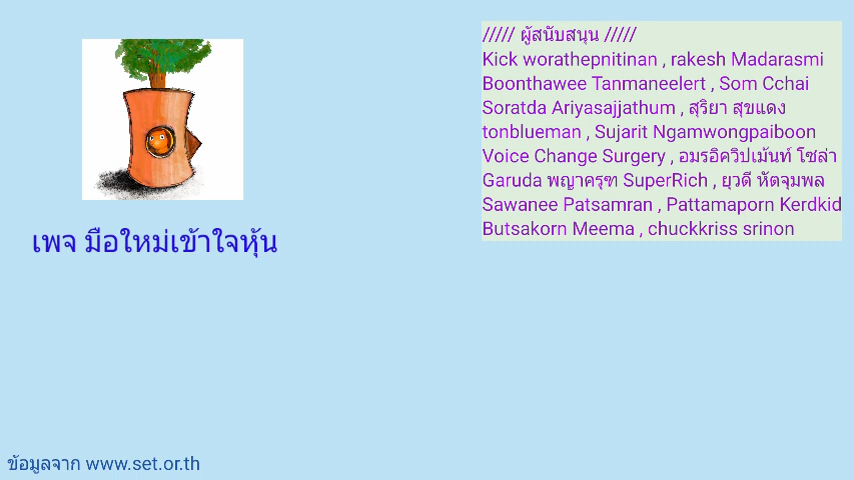 ///// ผู้สนับสนุน /////
Kick worathepnitinan , rakesh Madarasmi
Boonthawee Tanmaneelert , Som Cchai
Soratda Ariyasajjathum , สุริยา สุขแดง
tonblueman , Sujarit Ngamwongpaiboon
Voice Change Surgery , อมรอิควิปเม้นท์ โซล่า
Garuda พญาครุฑ SuperRich , ยุวดี หัตจุมพล
Sawanee Patsamran , Pattamaporn Kerdkid
Butsakorn Meema , chuckkriss srinon
เพจ มือใหม่เข้าใจหุ้น
ข้อมูลจาก www.set.or.th